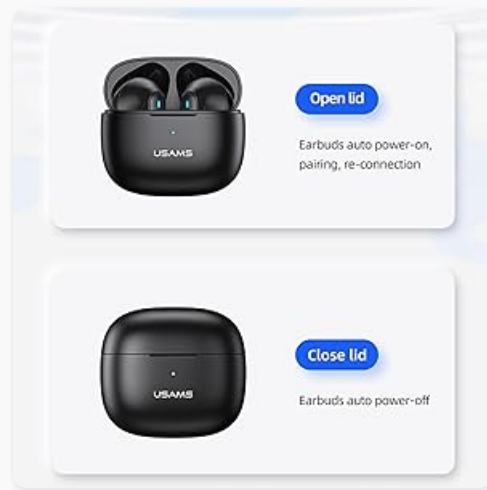 USAMS
Open lid
Earbuds auto power-on,
pairing, re-connection
USAMS
Close lid
Earbuds auto power-off